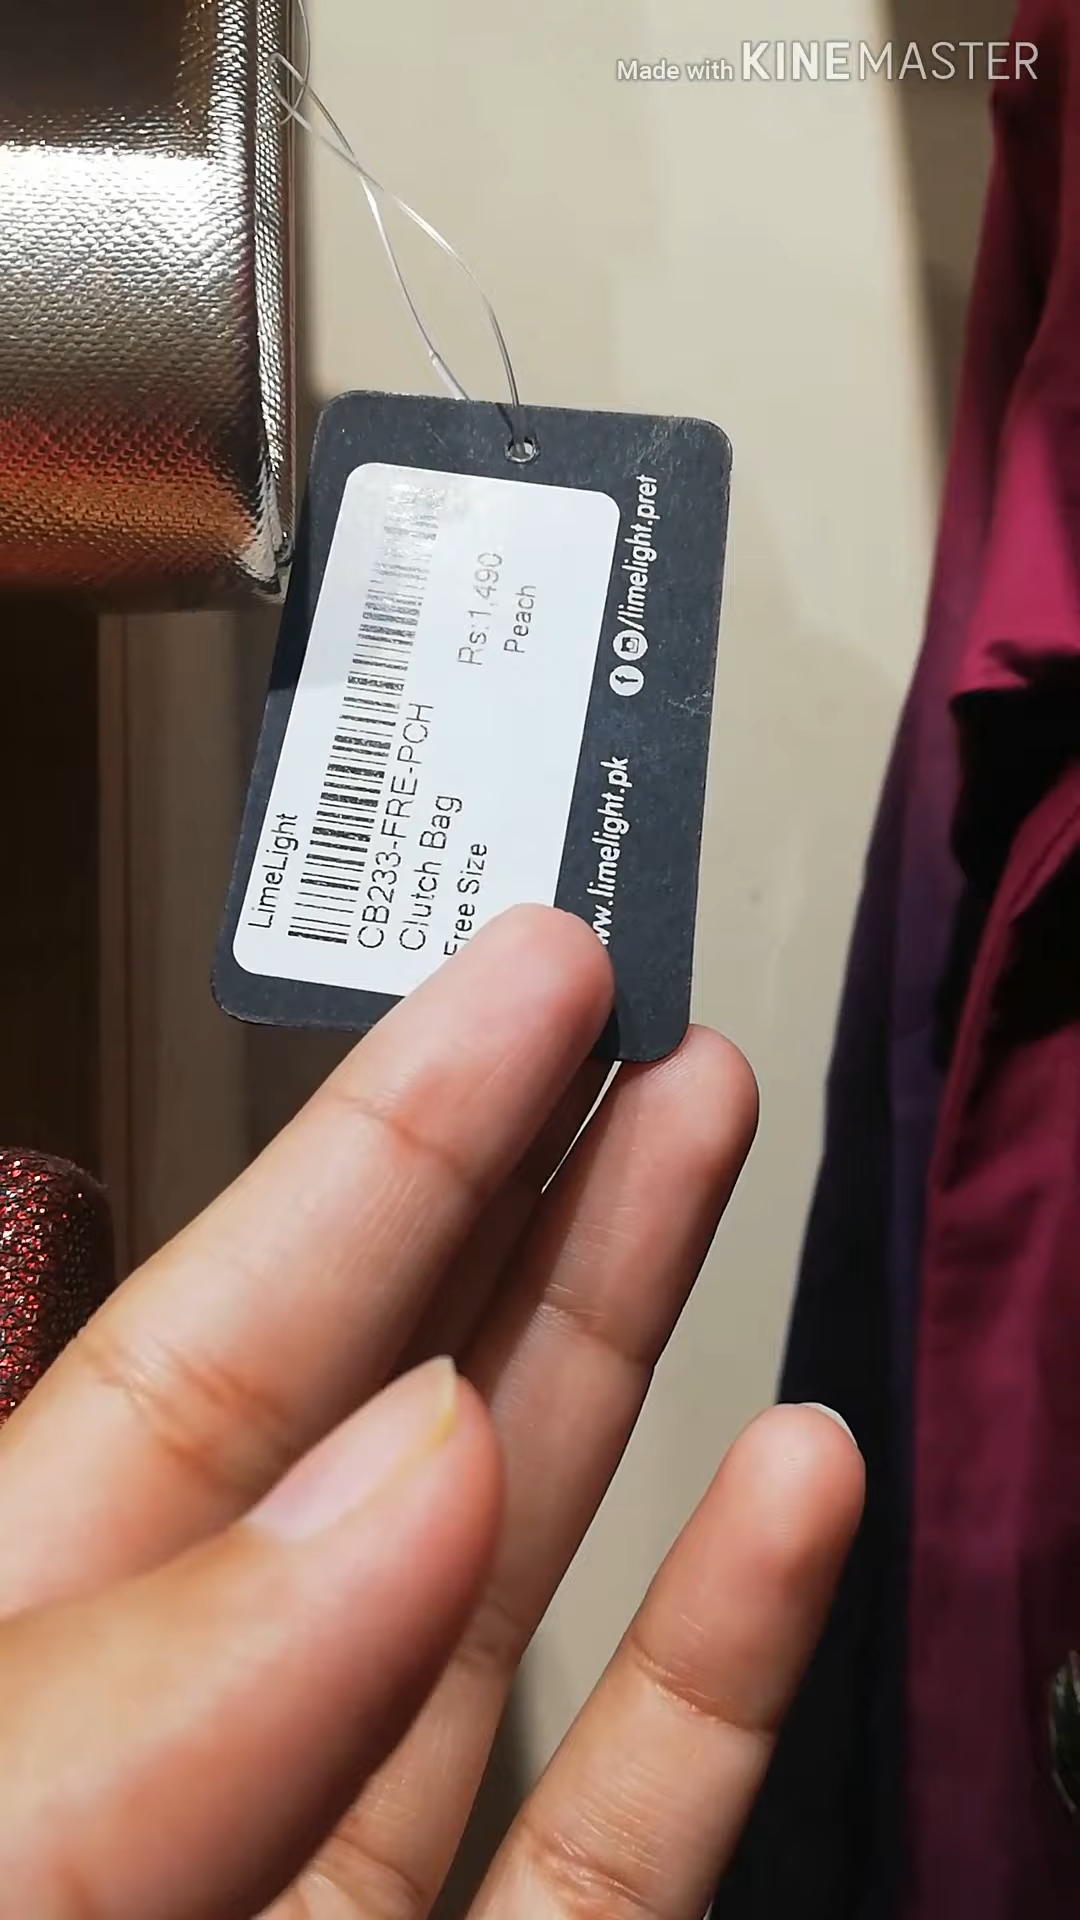 Made with KINEMASTER
LimeLight
CB233-FRE-PCH
Clutch Bag
Rs:1,490
Free Size
Peach
ww.limelight.pk
/limelight.pret